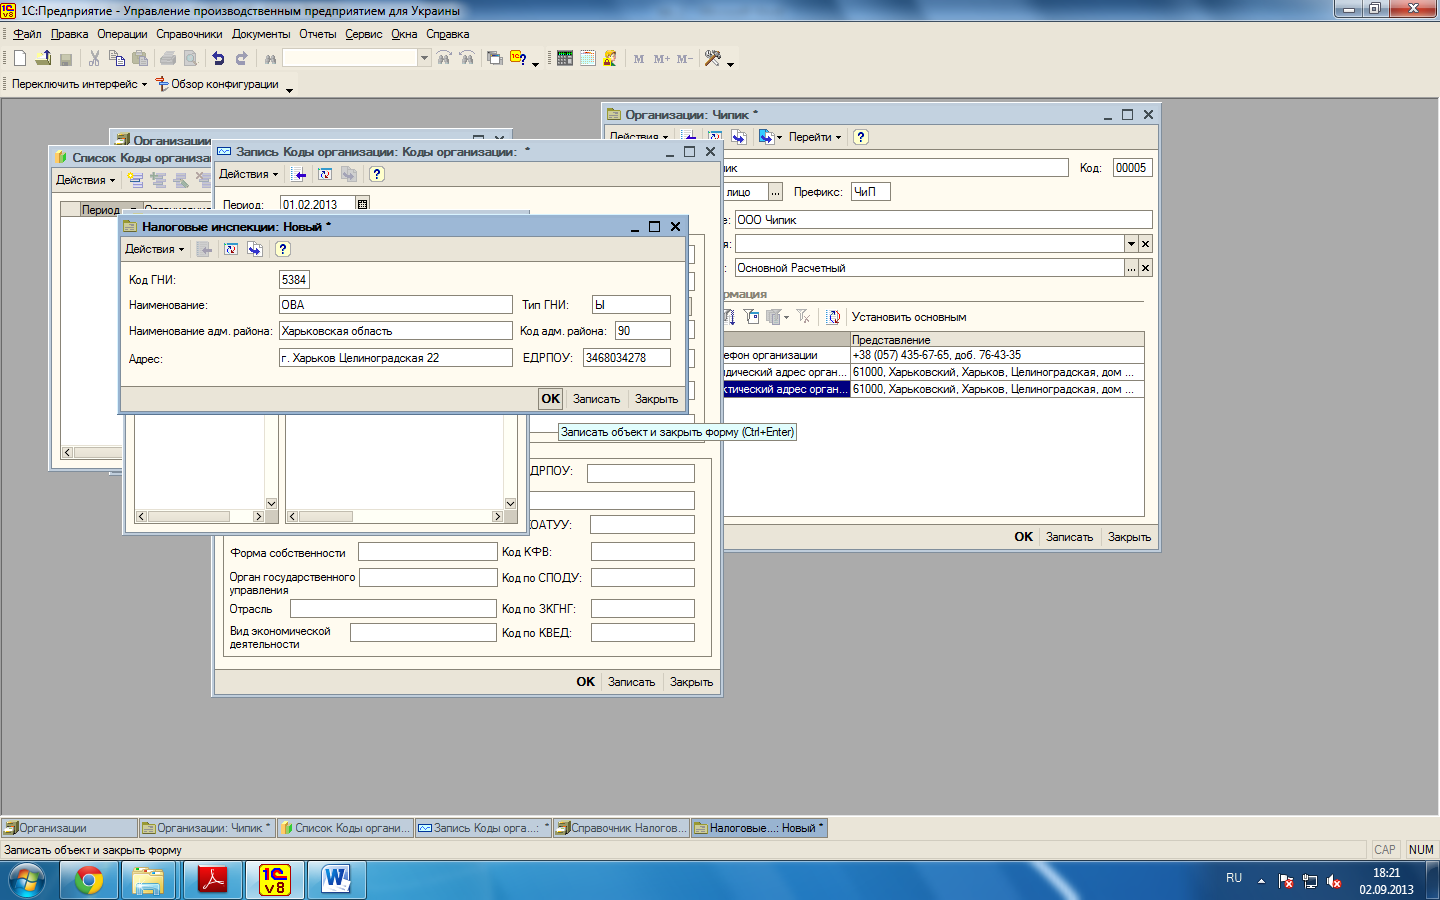 1С:Предприятие - Управление производственным предприятием для Украины
Файл Правка Операции Справочники Документы Отчеты Сервис Окна Справка
M M+ M-
Переключить интерфейс Обзор конфигурации
Организации: Чипик *
Действия Перейти
Код: 00005
лицо ... Префикс: ЧиП
ООО Чипик
Основной Расчетный ...
Установить основным
Представление
+38 (057) 435-67-65, доб. 76-43-35
61000, Харьковский, Харьков, Целиноградская, дом ...
61000, Харьковский, Харьков, Целиноградская, дом ...
OK Записать Закрыть
Организации
Список Коды организа
Действия
Период
Запись Коды организации: Коды организации: *
Действия
Период: 01.02.2013
Налоговые инспекции: Новый *
Действия
Код ГНИ: 5384
Наименование: ОВА Тип ГНИ: Ы
Наименование адм. района: Харьковская область Код адм. района: 90
Адрес: г. Харьков Целиноградская 22 ЕДРПОУ: 3468034278
OK Записать Закрыть
Записать объект и закрыть форму (Ctrl+Enter)
ДРПОУ:
КОАТУУ:
Форма собственности Код КФВ:
Орган государственного управления Код по СПОДУ:
Отрасль Код по ЗКГНГ:
Вид экономической деятельности Код по КВЕД:
OK Записать Закрыть
Организации Организации: Чипик * Список Коды органи... Запись Коды орга...: * Справочник Налогов... Налоговые...: Новый *
Записать объект и закрыть форму CAP NUM
RU 18:21
02.09.2013